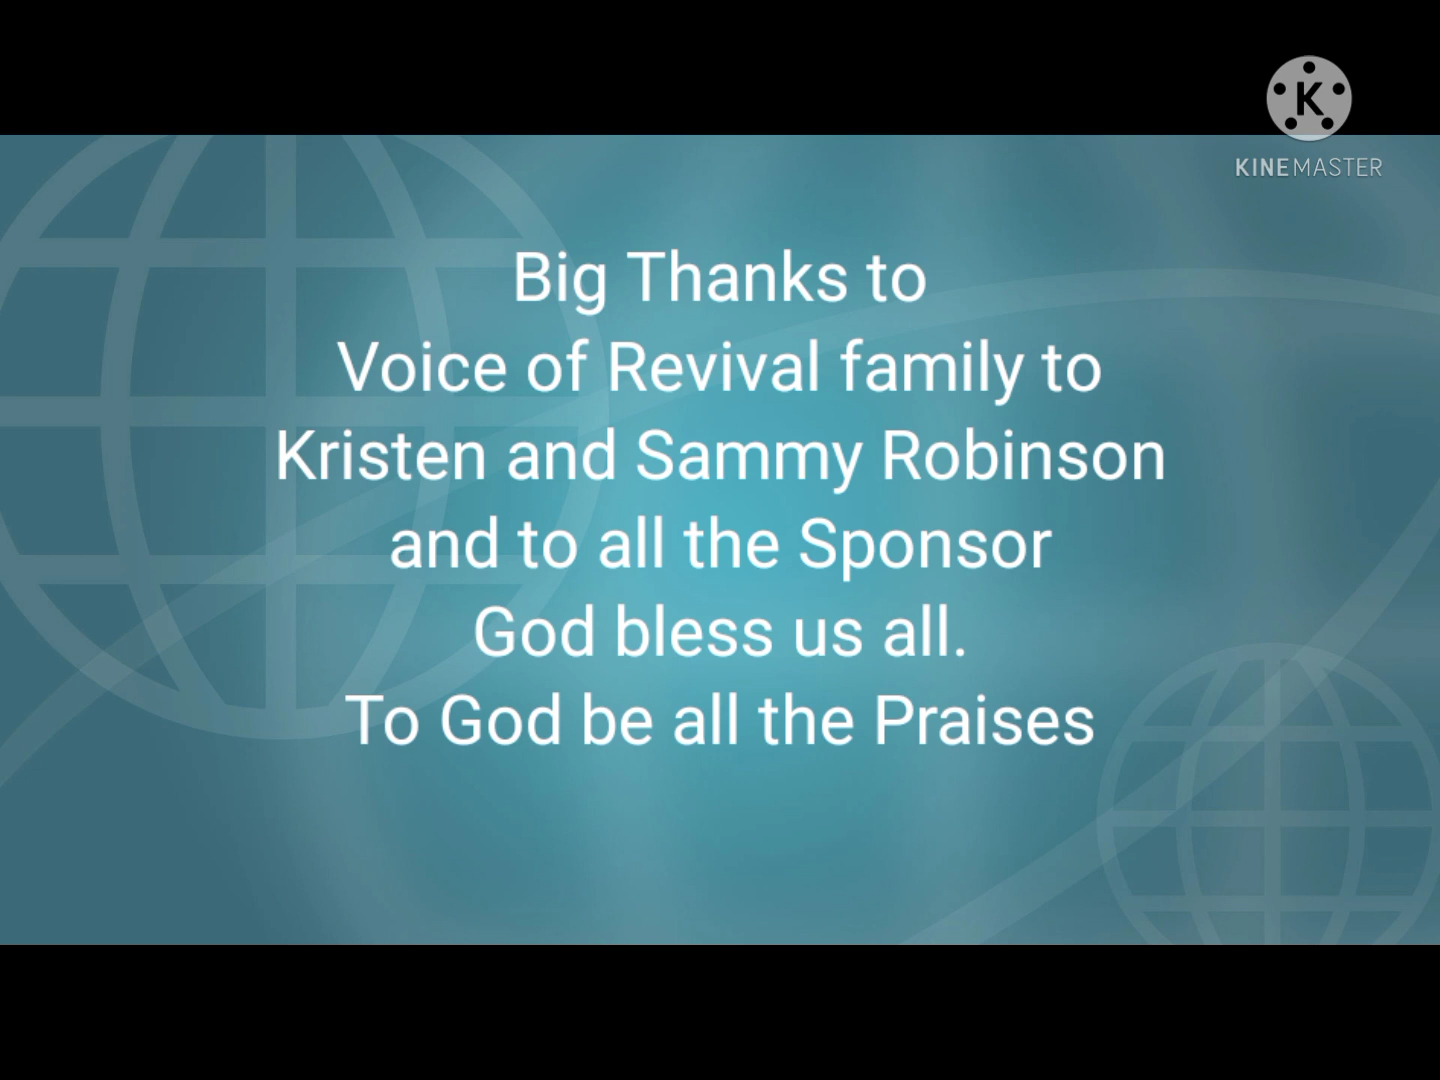 K
KINEMASTER
Big Thanks to
Voice of Revival family to
Kristen and Sammy Robinson
and to all the Sponsor
God bless us all.
To God be all the Praises